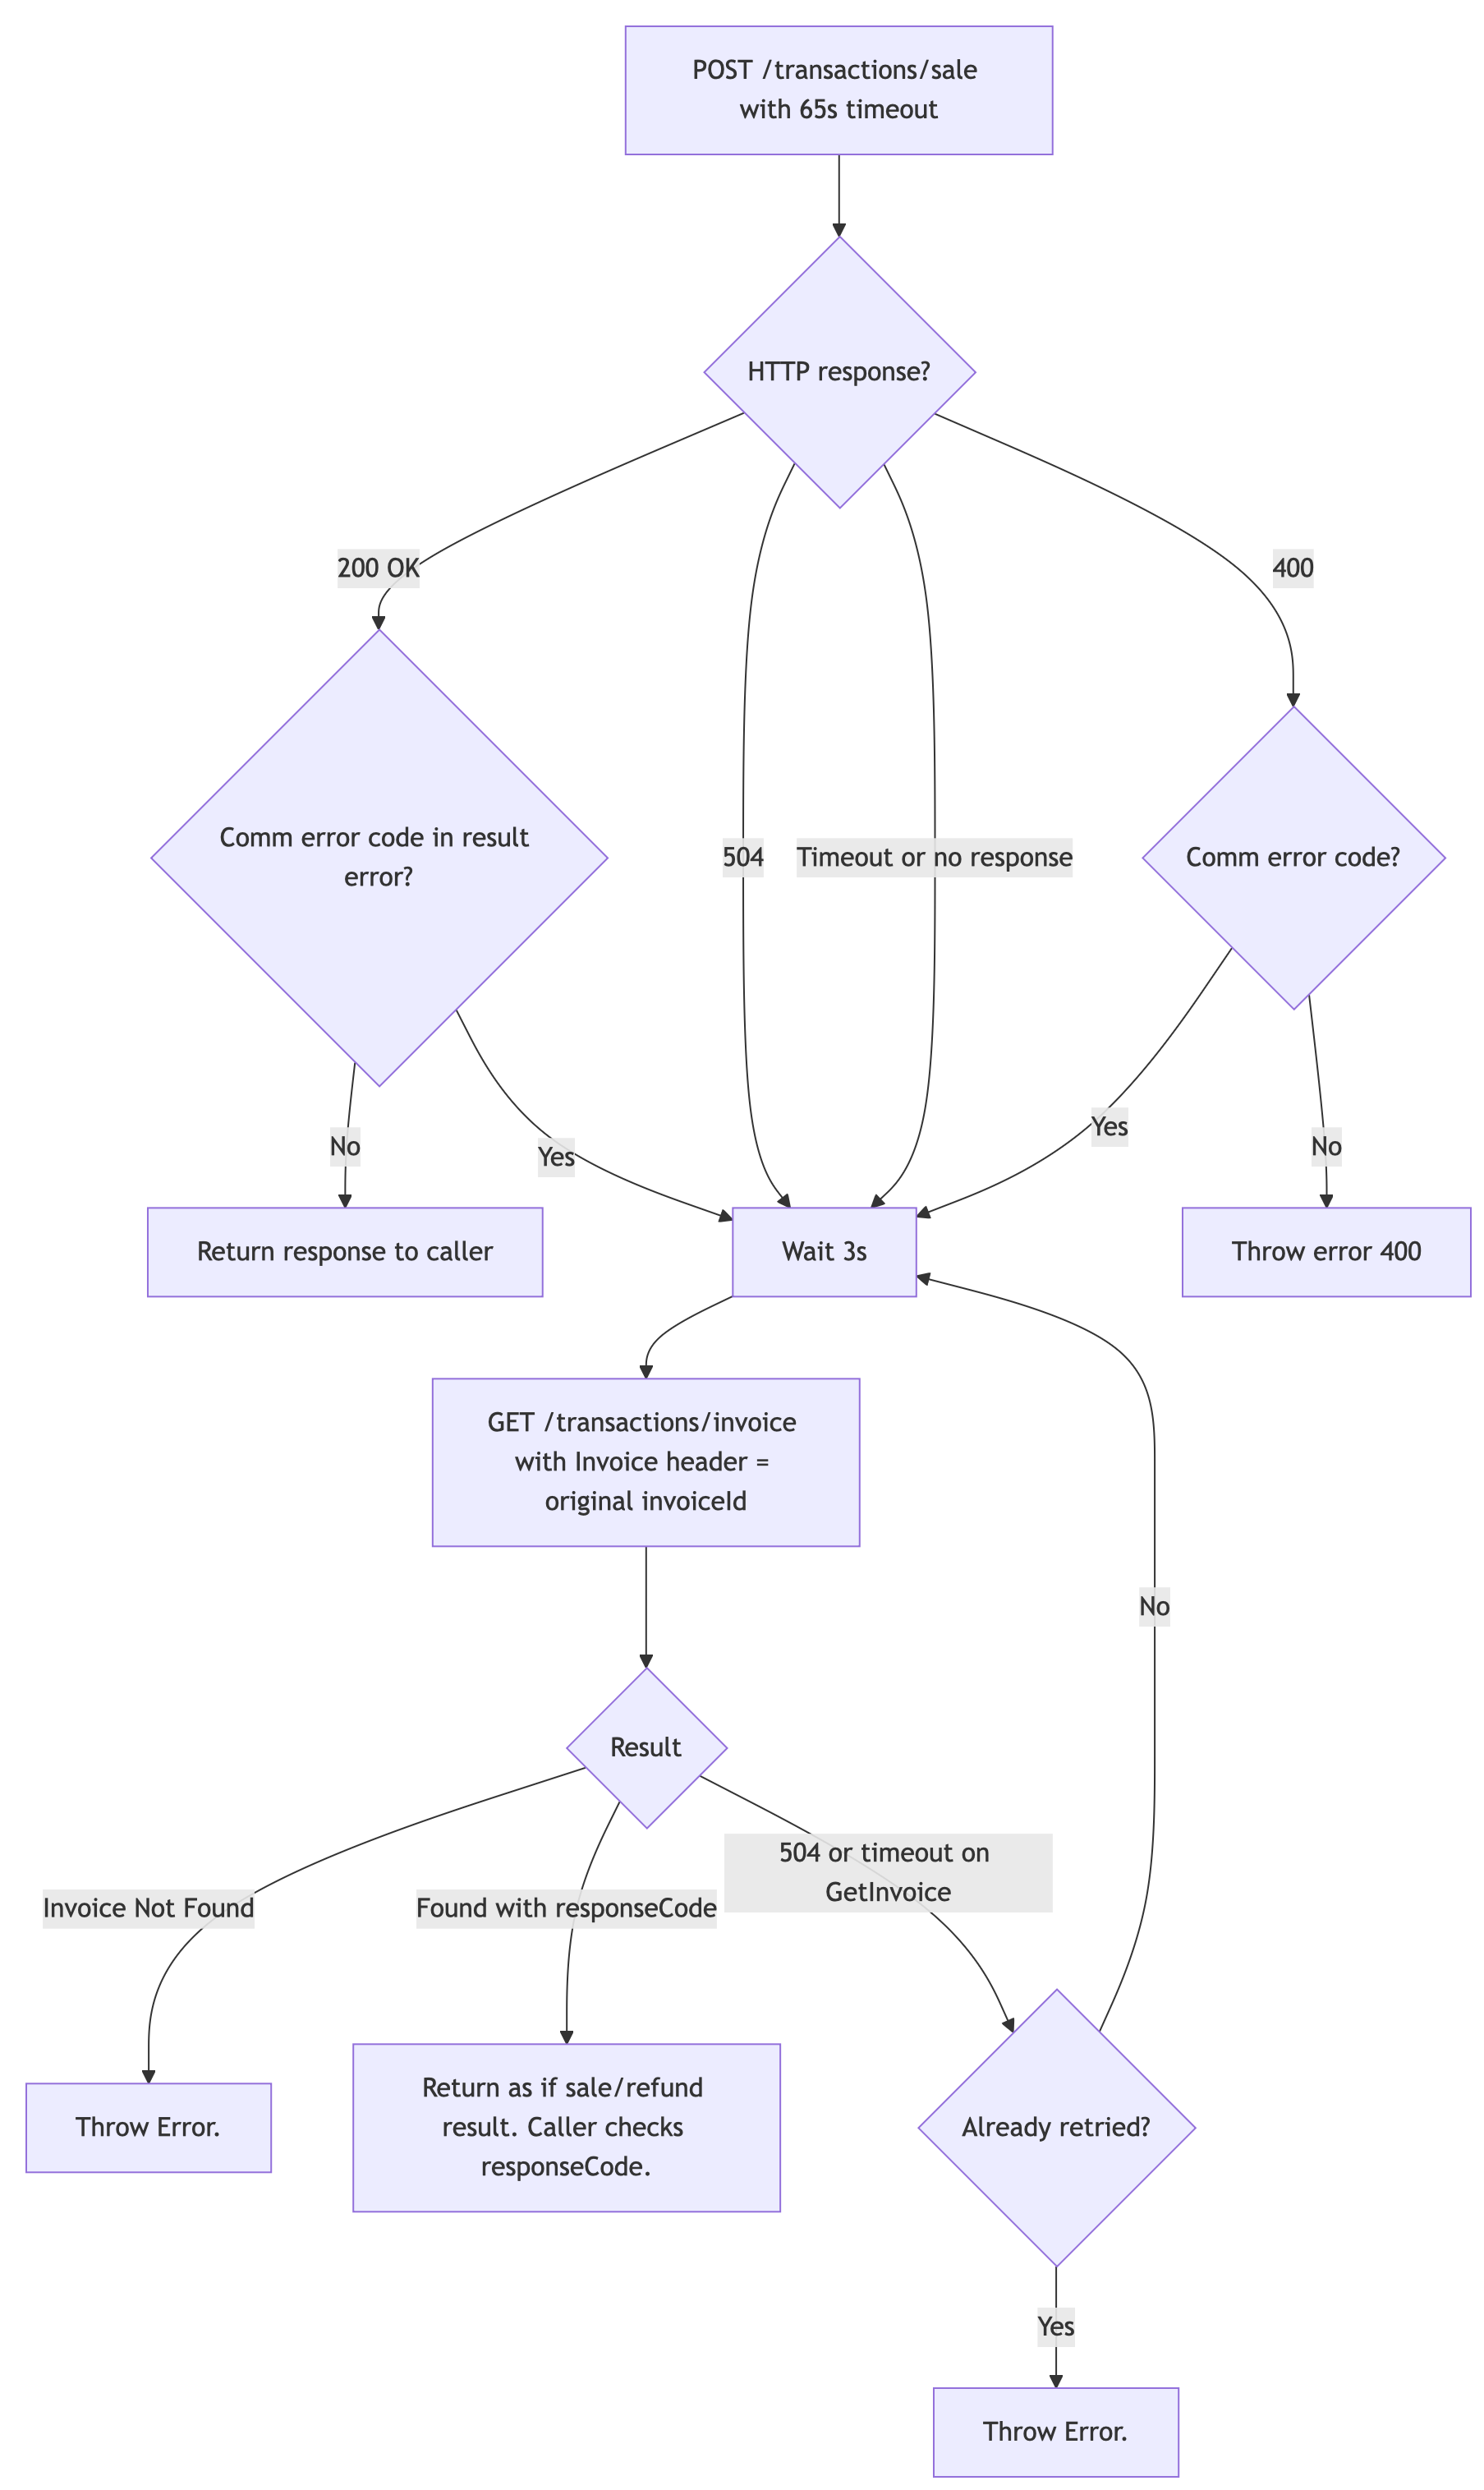 POST /transactions/sale
with 65s timeout
HTTP response?
200 OK
400
Comm error code in result
error?
504
Timeout or no response
Comm error code?
No
Yes
Yes
No
Return response to caller
Wait 3s
Throw error 400
GET /transactions/invoice
with Invoice header =
original invoiceId
No
Result
Invoice Not Found
Found with responseCode
504 or timeout on
GetInvoice
Throw Error.
Return as if sale/refund
result. Caller checks
responseCode.
Already retried?
Yes
Throw Error.